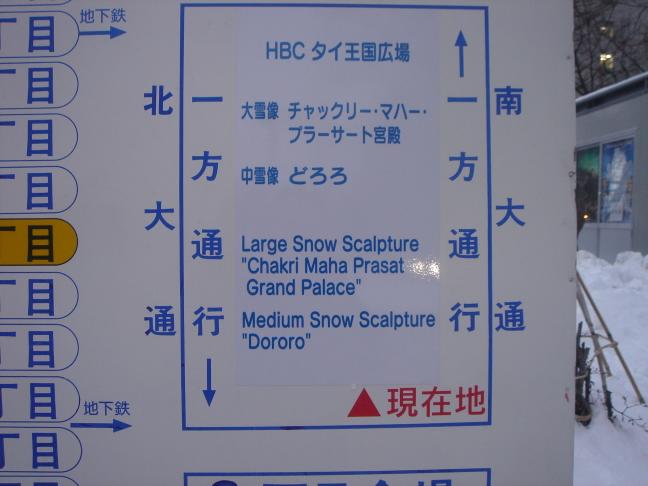 地下鉄
丁目
丁目
丁目
丁目
丁目
丁目
丁目
丁目
丁目
地下鉄
北大通
一方通行
HBC タイ王国広場
大雪像 チャックリー・マハー・
プラーサート宮殿
中雪像 どろろ
Large Snow Scalpture
"Chakri Maha Prasat
Grand Palace"
Medium Snow Scalpture
"Dororo"
一方通行
南大通
▲現在地